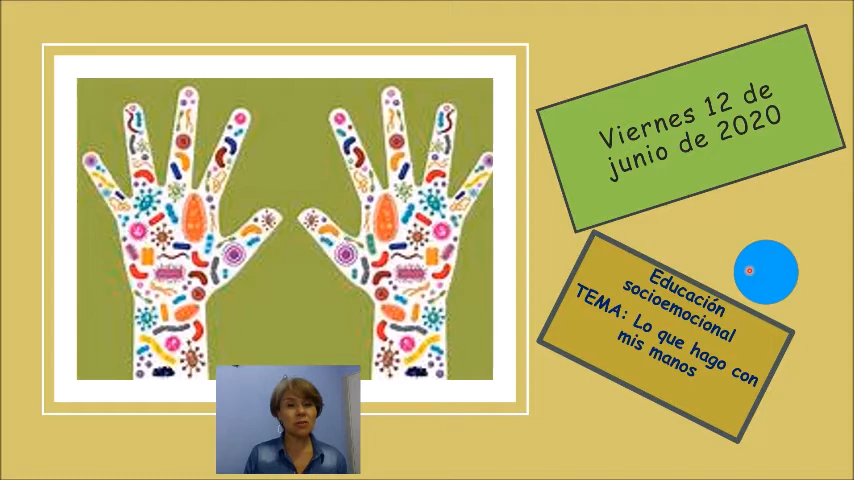 Viernes 12 de
junio de 2020
Educación
socioemocional
TEMA: Lo que hago con
mis manos